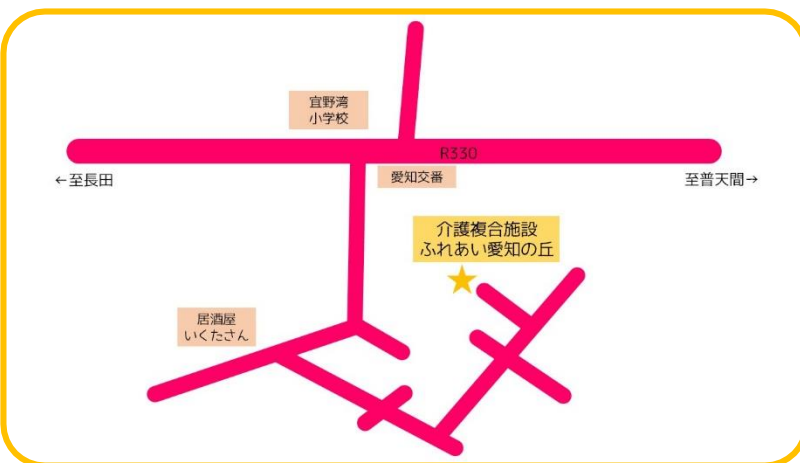 宜野湾
小学校
R330
←至長田
愛知交番
至普天間→
介護複合施設
ふれあい愛知の丘
居酒屋
いくたさん